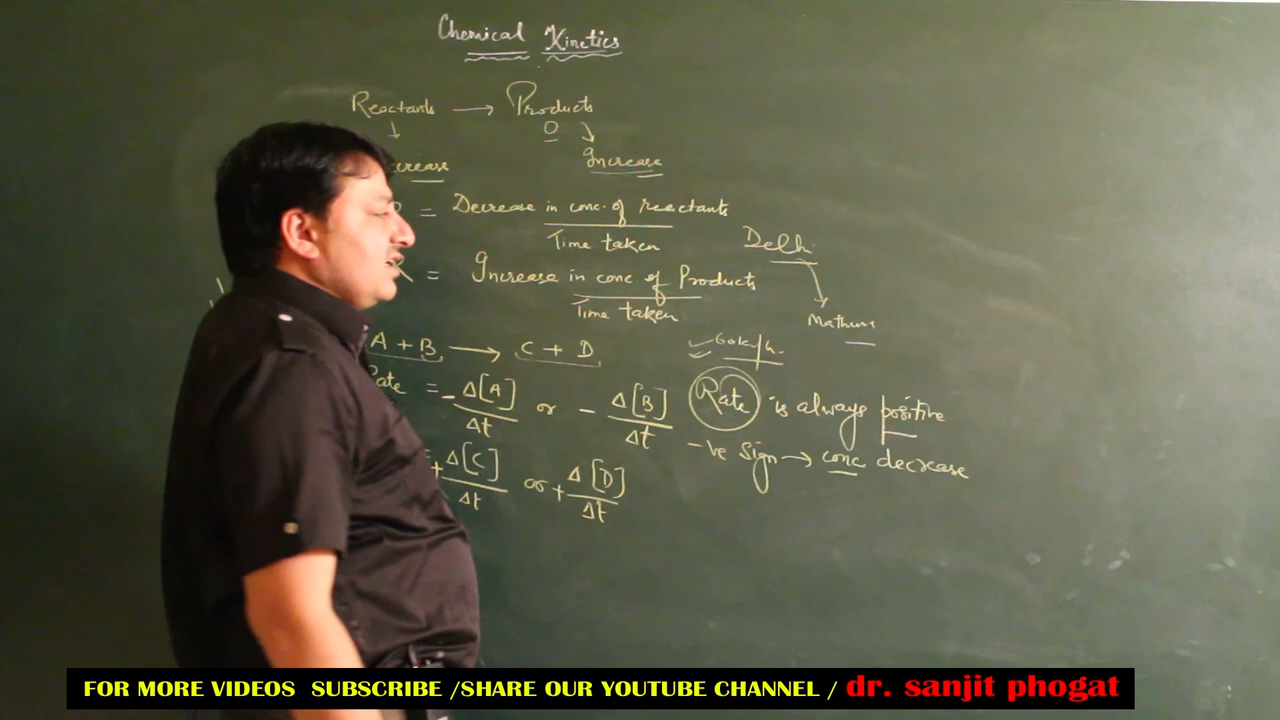 Chemical Kinetics
Reactants → Products
↓ 0 ↘
crease Increase
= Decrease in conc. of reactants
Time taken
Delhi
= Increase in conc of Products
Time taken
Mathura
A + B → C + D
Rate = - Δ[A]/Δt or - Δ[B]/Δt
Rate is always positive
-ve sign → conc decrease
+ Δ[C]/Δt or + Δ[D]/Δt
FOR MORE VIDEOS SUBSCRIBE /SHARE OUR YOUTUBE CHANNEL / dr. sanjit phogat